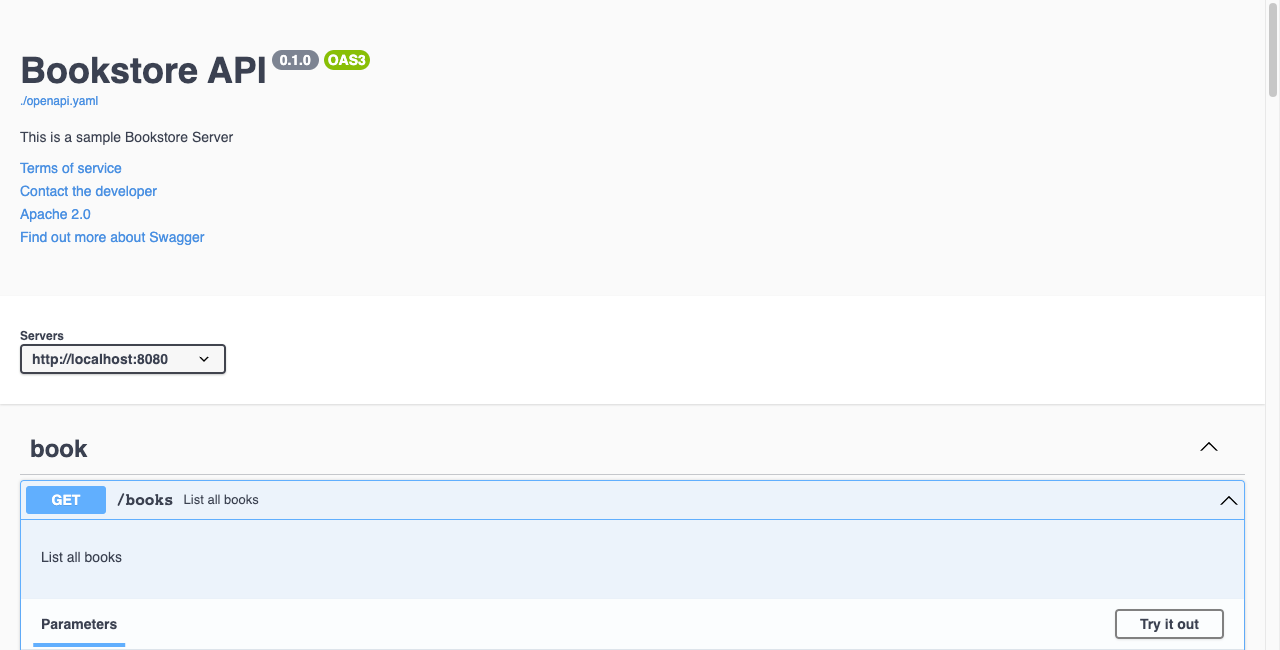 Bookstore API 0.1.0 OAS3
./openapi.yaml
This is a sample Bookstore Server
Terms of service
Contact the developer
Apache 2.0
Find out more about Swagger
Servers
http://localhost:8080
book
GET /books List all books
List all books
Parameters Try it out